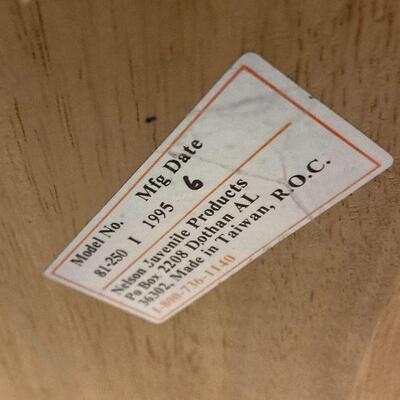 Model No. Mfg Date
81-250 I 1995 6
Nelson Juvenile Products
Po Box 2208 Dothan AL
36302, Made in Taiwan, R.O.C.
1-800-736-1140